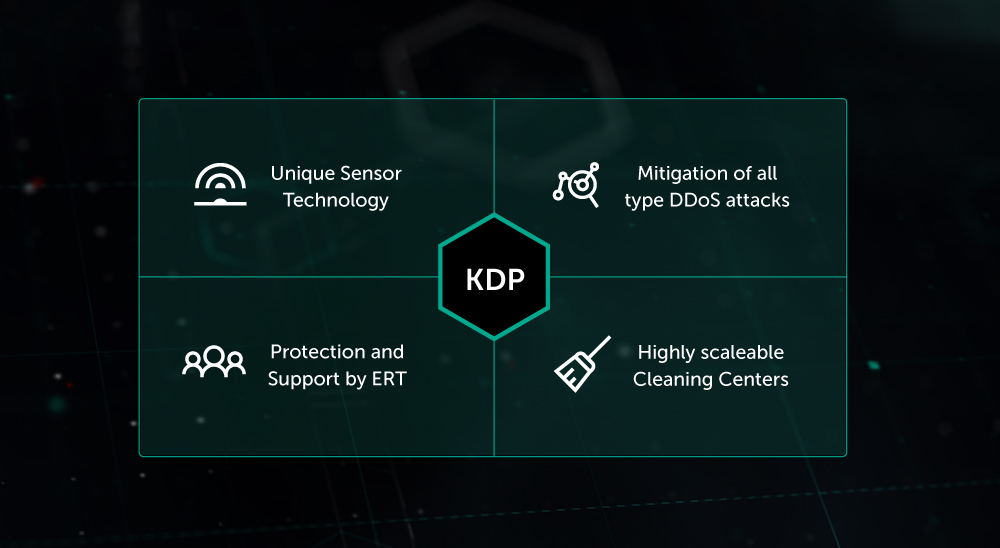 Unique Sensor
Technology
Mitigation of all
type DDoS attacks
KDP
Protection and
Support by ERT
Highly scaleable
Cleaning Centers